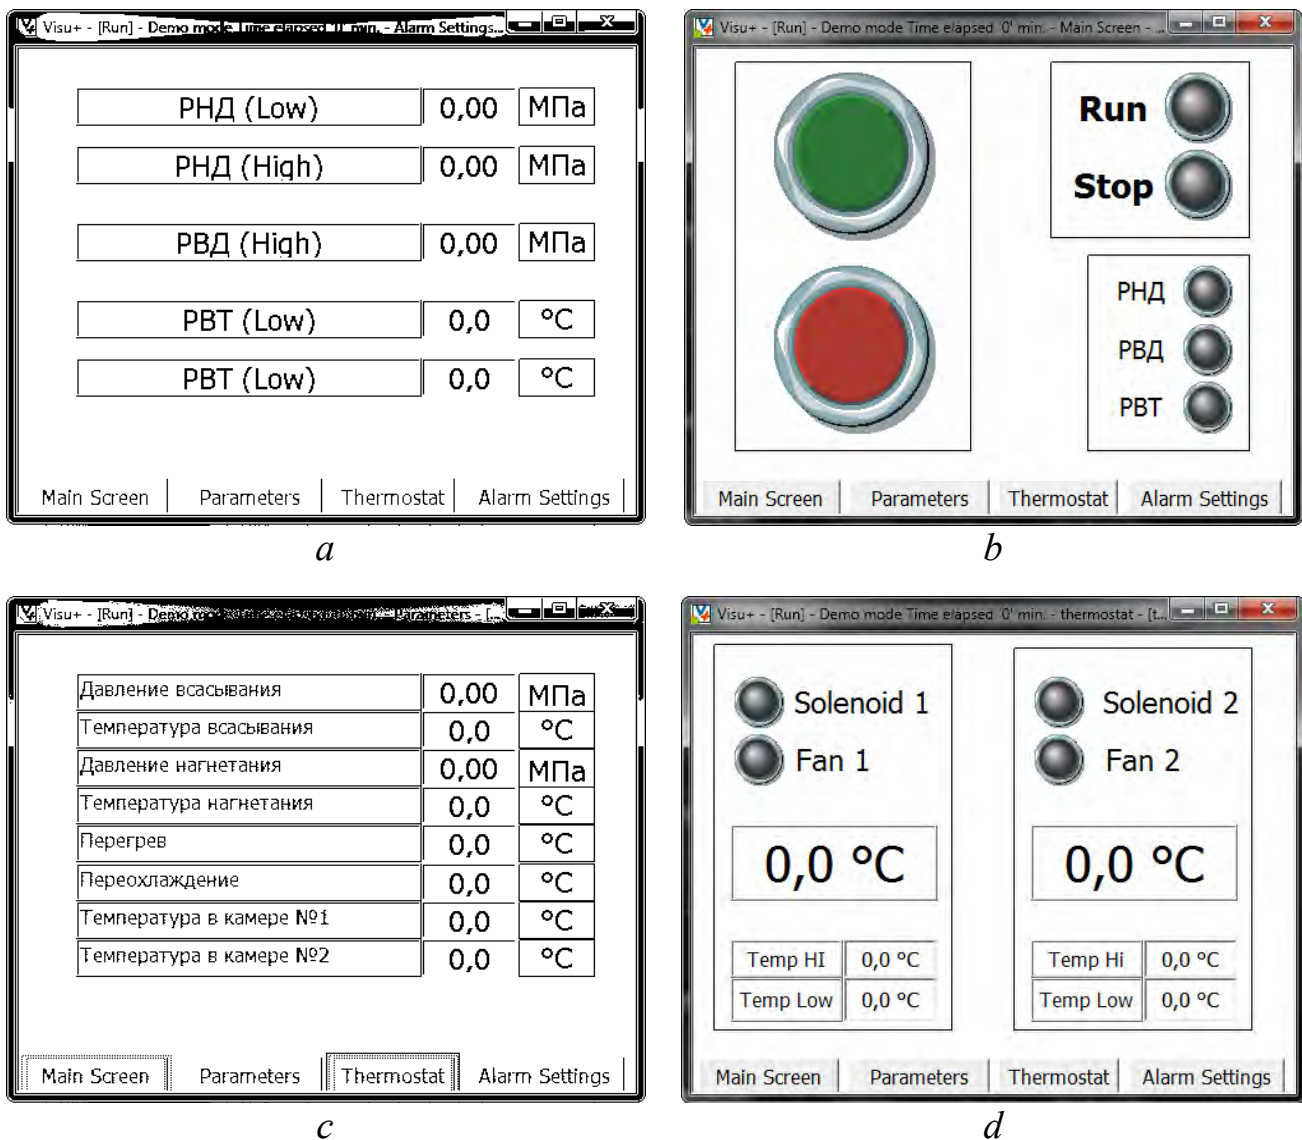 Visu+ - [Run] - Demo mode Time elapsed 0' min. - Alarm Settings...
РНД (Low) 0,00 МПа
РНД (High) 0,00 МПа
РВД (High) 0,00 МПа
РВТ (Low) 0,0 °C
РВТ (Low) 0,0 °C
Main Screen Parameters Thermostat Alarm Settings
a
Visu+ - [Run] - Demo mode Time elapsed 0' min. - Main Screen - ...
Run
Stop
РНД
РВД
РВТ
Main Screen Parameters Thermostat Alarm Settings
b
Visu+ - [Run] - Parameters - [...
Давление всасывания 0,00 МПа
Температура всасывания 0,0 °C
Давление нагнетания 0,00 МПа
Температура нагнетания 0,0 °C
Перегрев 0,0 °C
Переохлаждение 0,0 °C
Температура в камере №1 0,0 °C
Температура в камере №2 0,0 °C
Main Screen Parameters Thermostat Alarm Settings
c
Visu+ - [Run] - Demo mode Time elapsed 0' min. - thermostat - [t...
Solenoid 1
Fan 1
0,0 °C
Temp HI 0,0 °C
Temp Low 0,0 °C
Solenoid 2
Fan 2
0,0 °C
Temp Hi 0,0 °C
Temp Low 0,0 °C
Main Screen Parameters Thermostat Alarm Settings
d